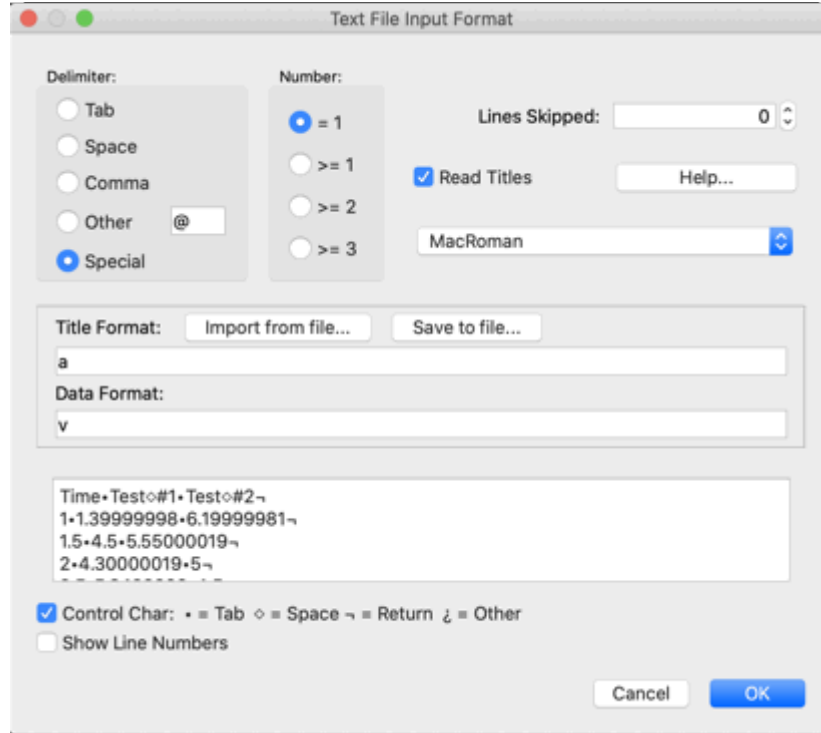 Text File Input Format
Delimiter:
Tab
Space
Comma
Other @
Special
Number:
= 1
>= 1
>= 2
>= 3
Lines Skipped: 0
Read Titles
Help...
MacRoman
Title Format: Import from file... Save to file...
a
Data Format:
v
Time•Test◇#1•Test◇#2¬
1•1.39999998•6.19999981¬
1.5•4.5•5.55000019¬
2•4.30000019•5¬
Control Char: • = Tab ◇ = Space ¬ = Return ¿ = Other
Show Line Numbers
Cancel OK